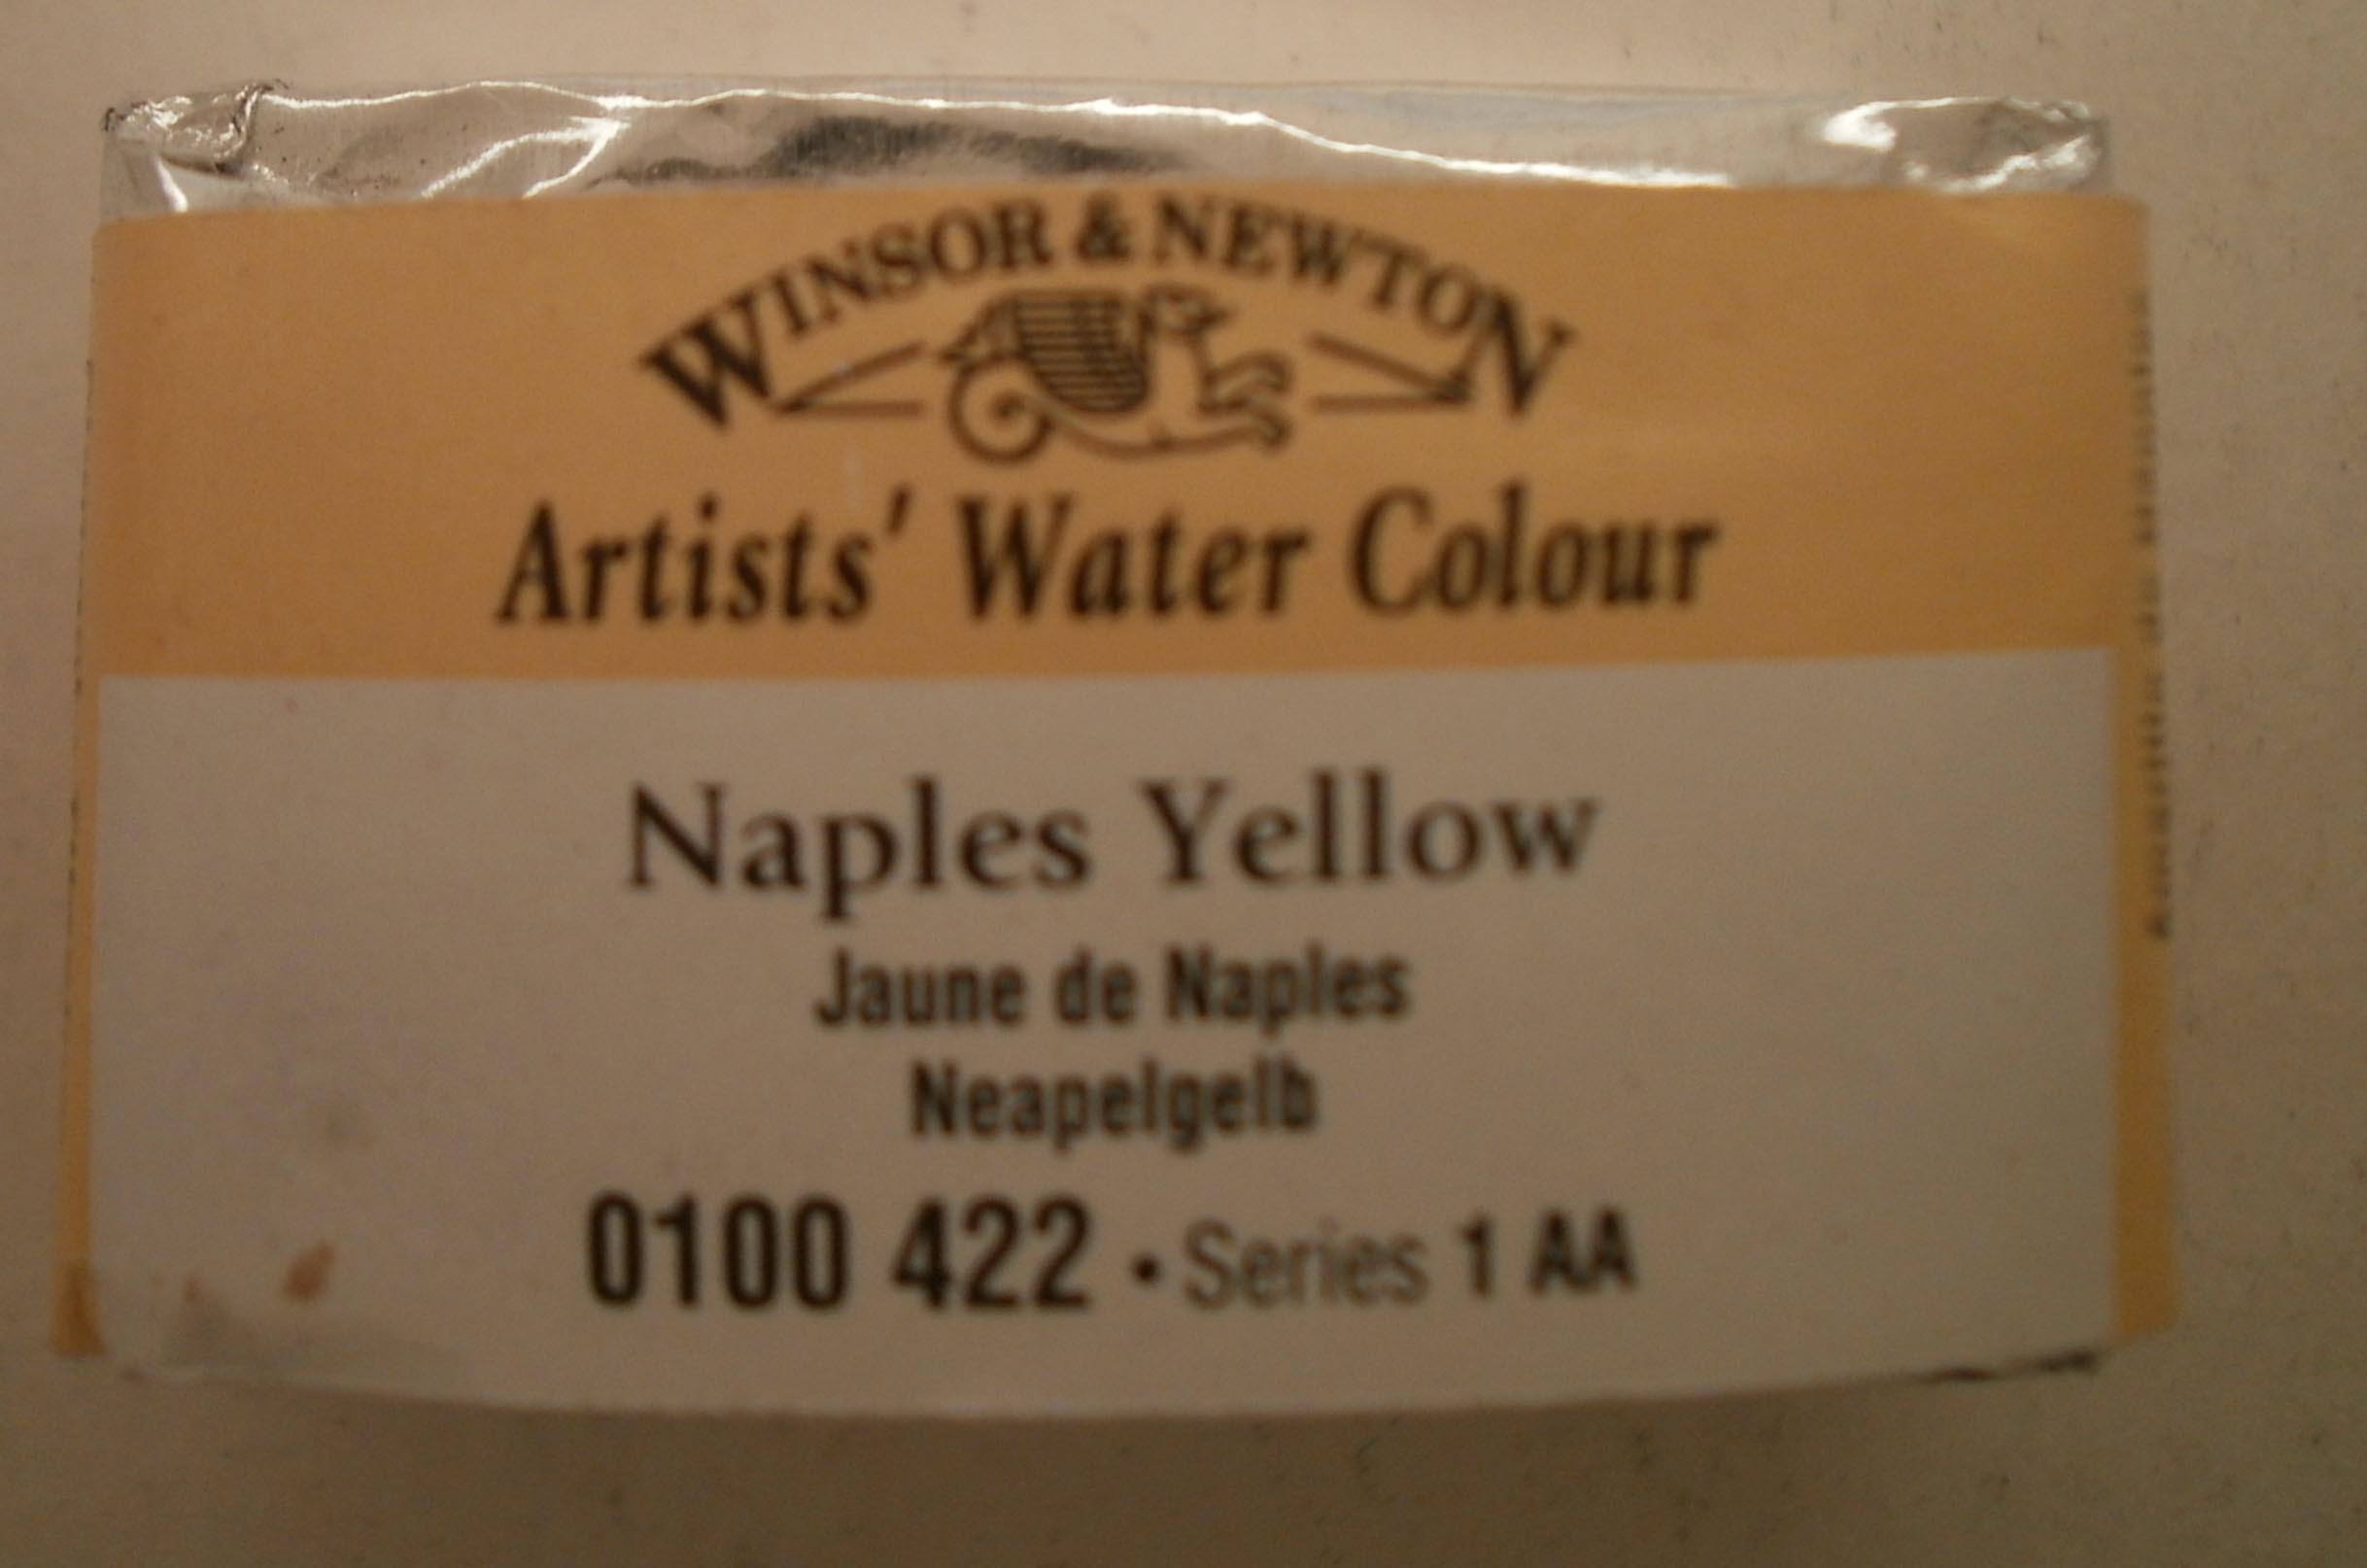 WINSOR & NEWTON
Artists' Water Colour
Naples Yellow
Jaune de Naples
Neapelgelb
0100 422 • Series 1 AA